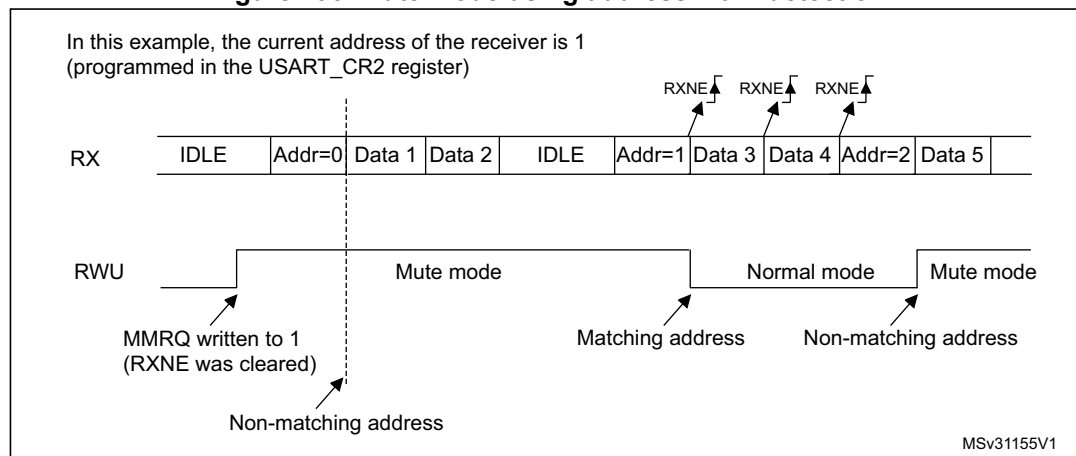 In this example, the current address of the receiver is 1
(programmed in the USART_CR2 register)
RXNE RXNE RXNE
RX IDLE Addr=0 Data 1 Data 2 IDLE Addr=1 Data 3 Data 4 Addr=2 Data 5
RWU Mute mode Normal mode Mute mode
MMRQ written to 1 Matching address Non-matching address
(RXNE was cleared)
Non-matching address
MSv31155V1